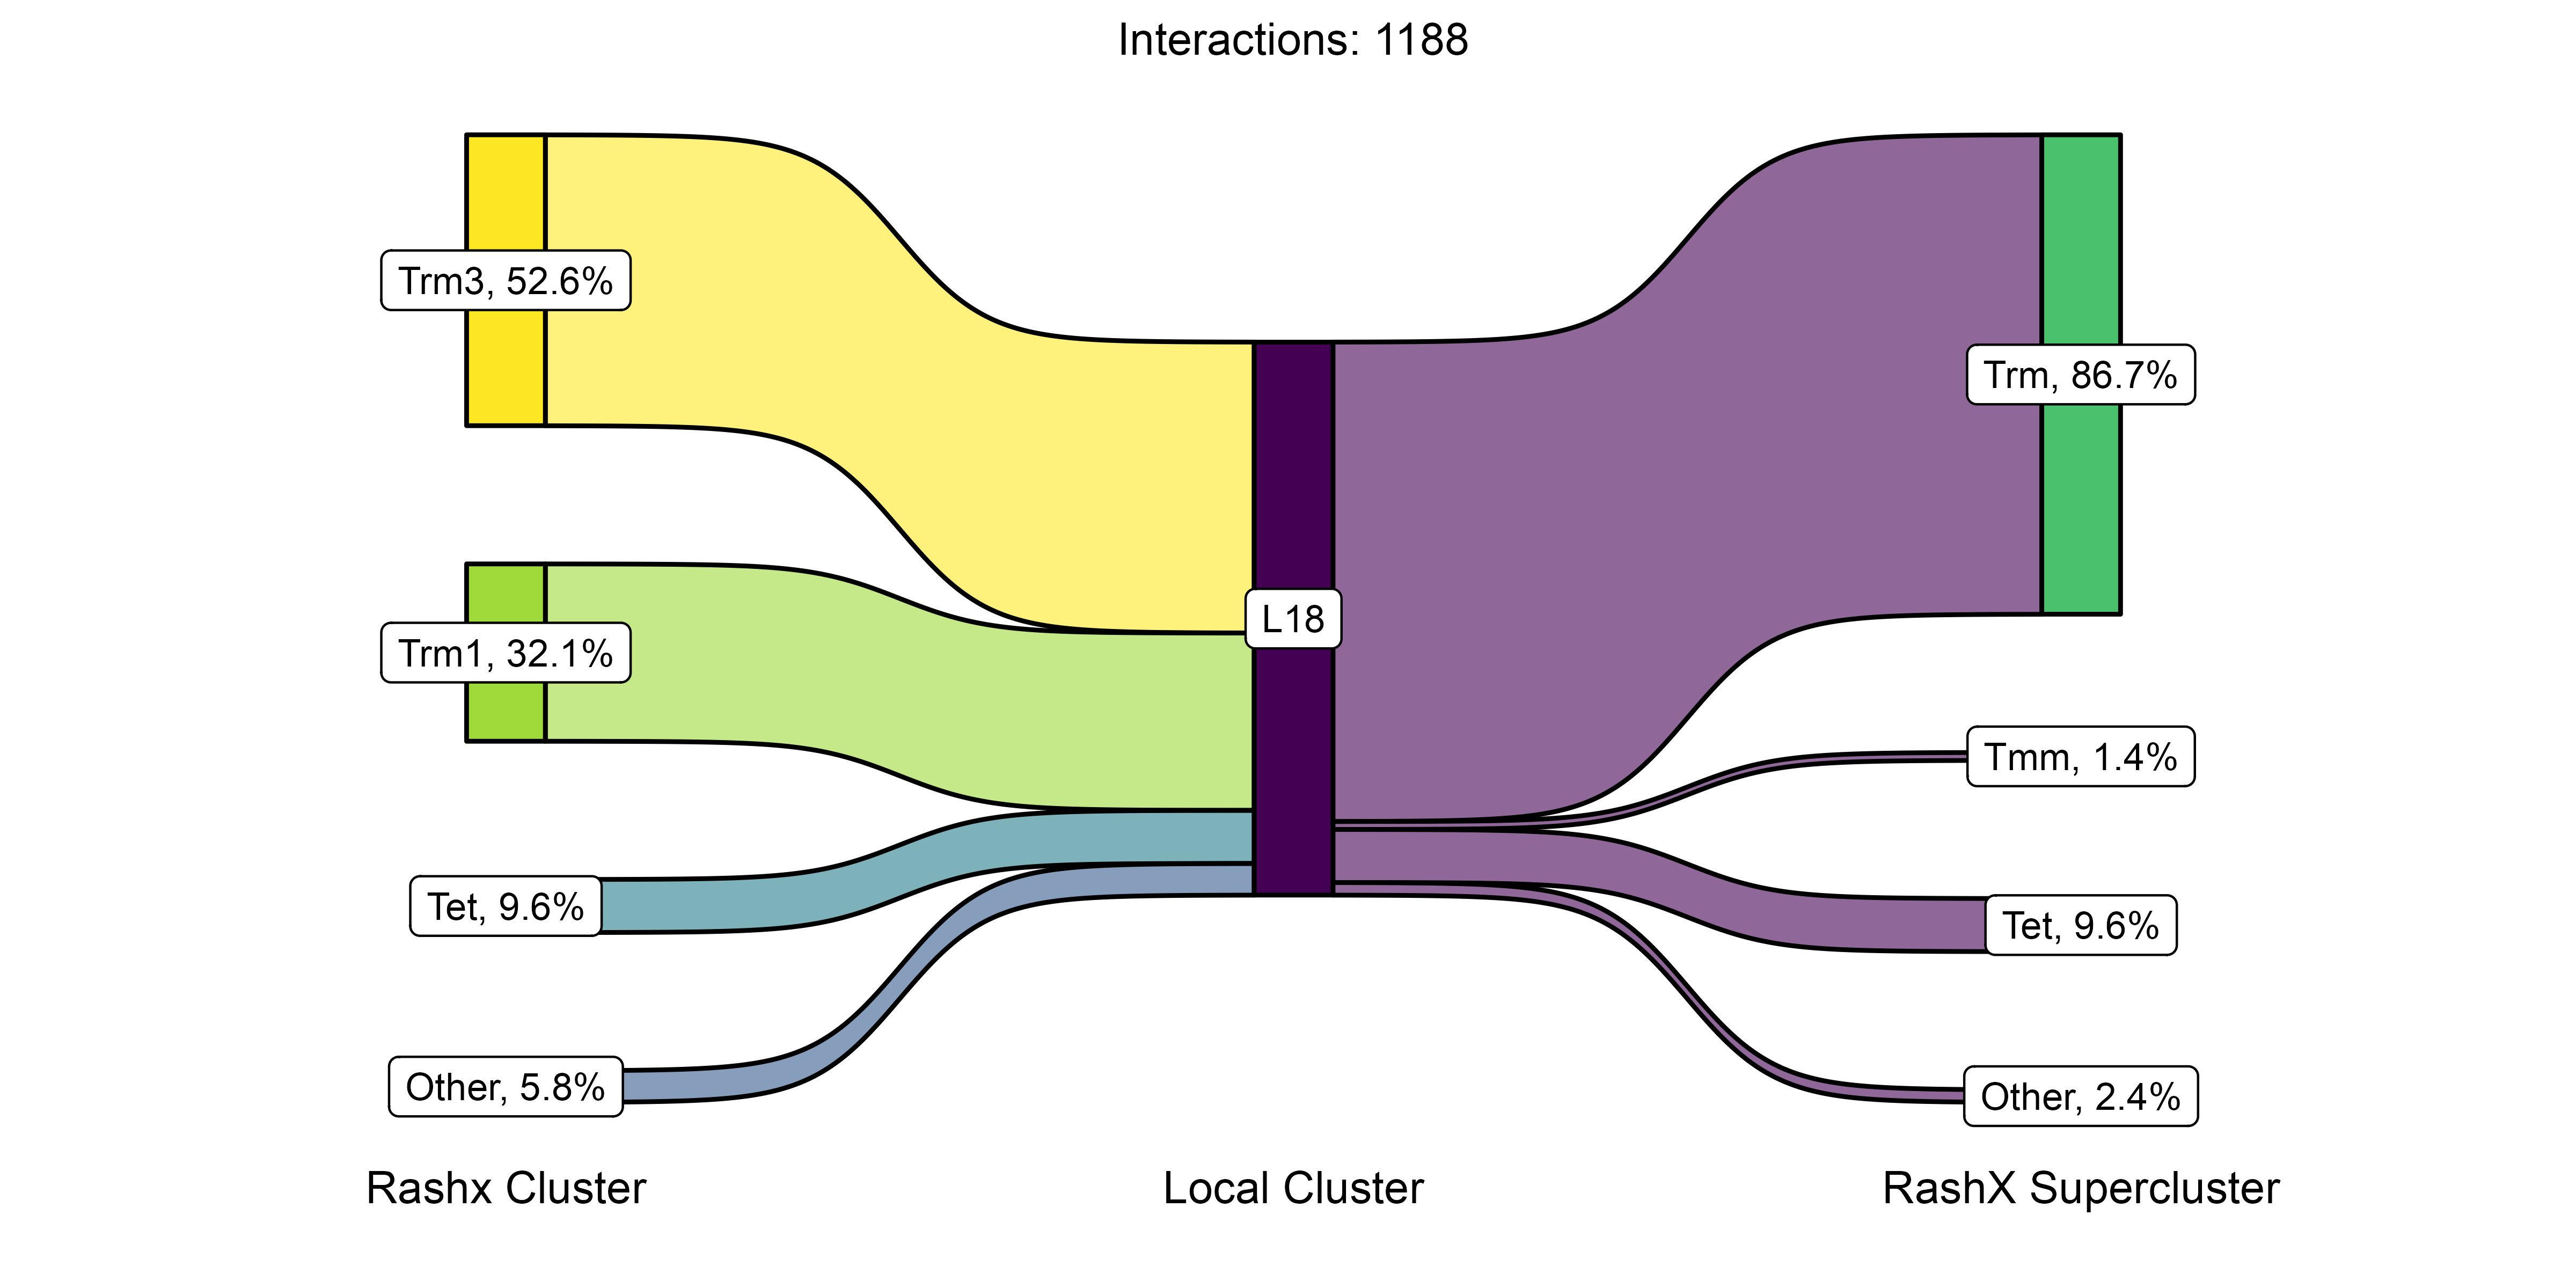 Interactions: 1188
Trm3, 52.6%
Trm1, 32.1%
Tet, 9.6%
Other, 5.8%
L18
Trm, 86.7%
Tmm, 1.4%
Tet, 9.6%
Other, 2.4%
Rashx Cluster
Local Cluster
RashX Supercluster